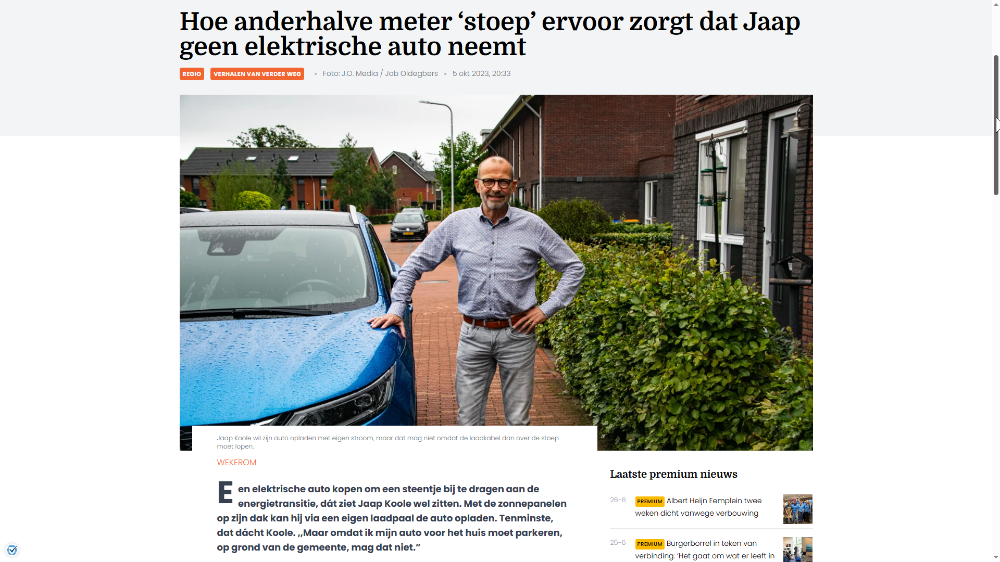 Hoe anderhalve meter ‘stoep’ ervoor zorgt dat Jaap
geen elektrische auto neemt
REGIO VERHALEN VAN VERDER WEG • Foto: J.O. Media / Job Oldegbers • 5 okt 2023, 20:33
Jaap Koole wil zijn auto opladen met eigen stroom, maar dat mag niet omdat de laadkabel dan over de stoep
moet lopen.
WEKEROM
Een elektrische auto kopen om een steentje bij te dragen aan de
energietransitie, dát ziet Jaap Koole wel zitten. Met de zonnepanelen
op zijn dak kan hij via een eigen laadpaal de auto opladen. Tenminste,
dat dácht Koole. ,,Maar omdat ik mijn auto voor het huis moet parkeren,
op grond van de gemeente, mag dat niet.”
Laatste premium nieuws
26-6 PREMIUM Albert Heijn Eemplein twee
weken dicht vanwege verbouwing
25-6 PREMIUM Burgerborrel in teken van
verbinding: ‘Het gaat om wat er leeft in